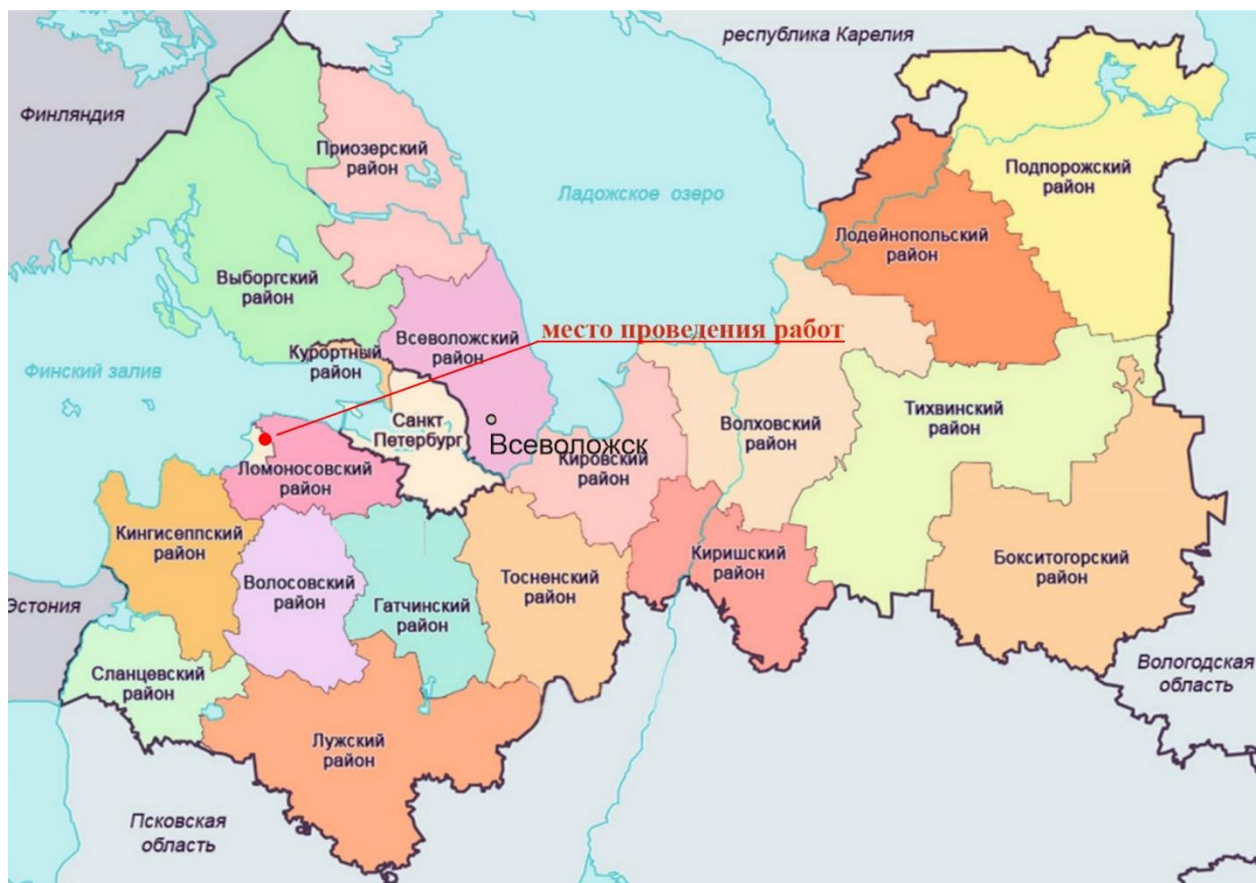 республика Карелия
Финляндия
Приозерский
район
Подпорожский
район
Ладожское озеро
Лодейнопольский
район
Выборгский
район
место проведения работ
Всеволожский
район
Курортный
район
Финский залив
Санкт
Петербург
Всеволожск
Волховский
район
Тихвинский
район
Кировский
район
Ломоносовский
район
Кингисеппский
район
Волосовский
район
Гатчинский
район
Тосненский
район
Киришский
район
Бокситогорский
район
Эстония
Сланцевский
район
Вологодская
область
Лужский
район
Псковская
область